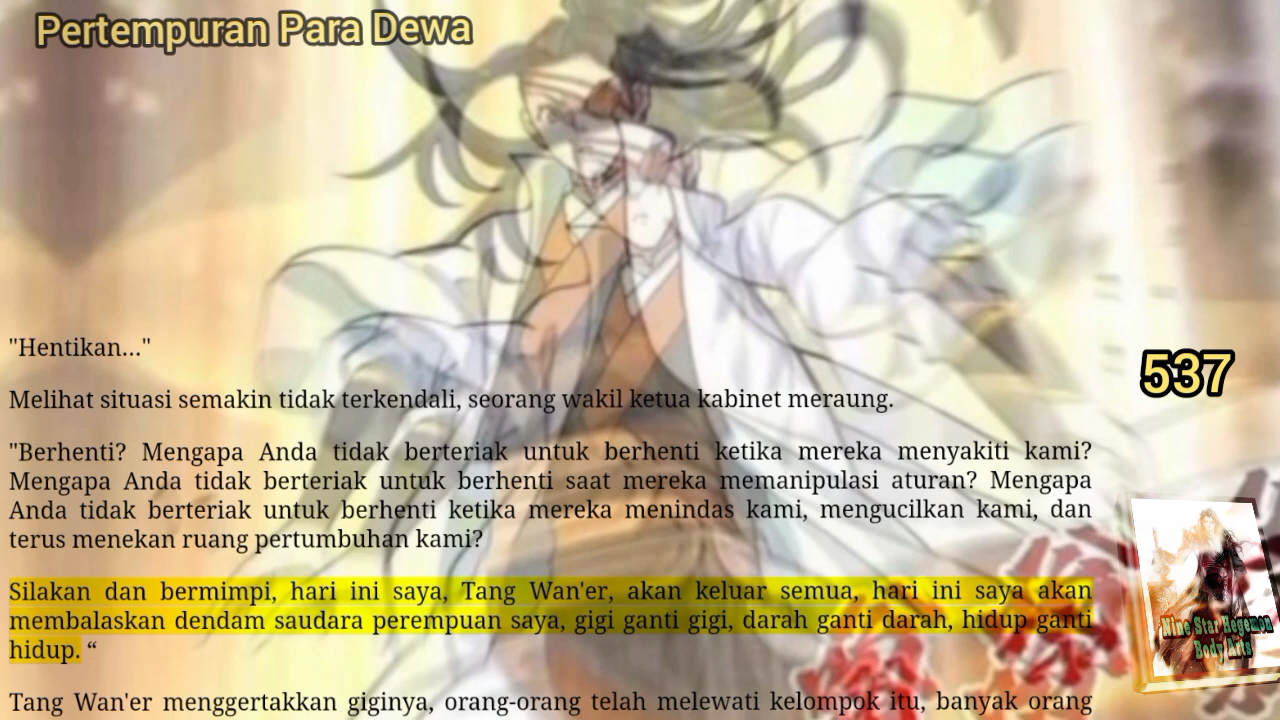 Pertempuran Para Dewa
"Hentikan..."
Melihat situasi semakin tidak terkendali, seorang wakil ketua kabinet meraung.
"Berhenti? Mengapa Anda tidak berteriak untuk berhenti ketika mereka menyakiti kami?
Mengapa Anda tidak berteriak untuk berhenti saat mereka memanipulasi aturan? Mengapa
Anda tidak berteriak untuk berhenti ketika mereka menindas kami, mengucilkan kami, dan
terus menekan ruang pertumbuhan kami?
Silakan dan bermimpi, hari ini saya, Tang Wan'er, akan keluar semua, hari ini saya akan
membalaskan dendam saudara perempuan saya, gigi ganti gigi, darah ganti darah, hidup ganti
hidup. “
Tang Wan'er menggertakkan giginya, orang-orang telah melewati kelompok itu, banyak orang
537
Nine Star Hegemon
Body Arts